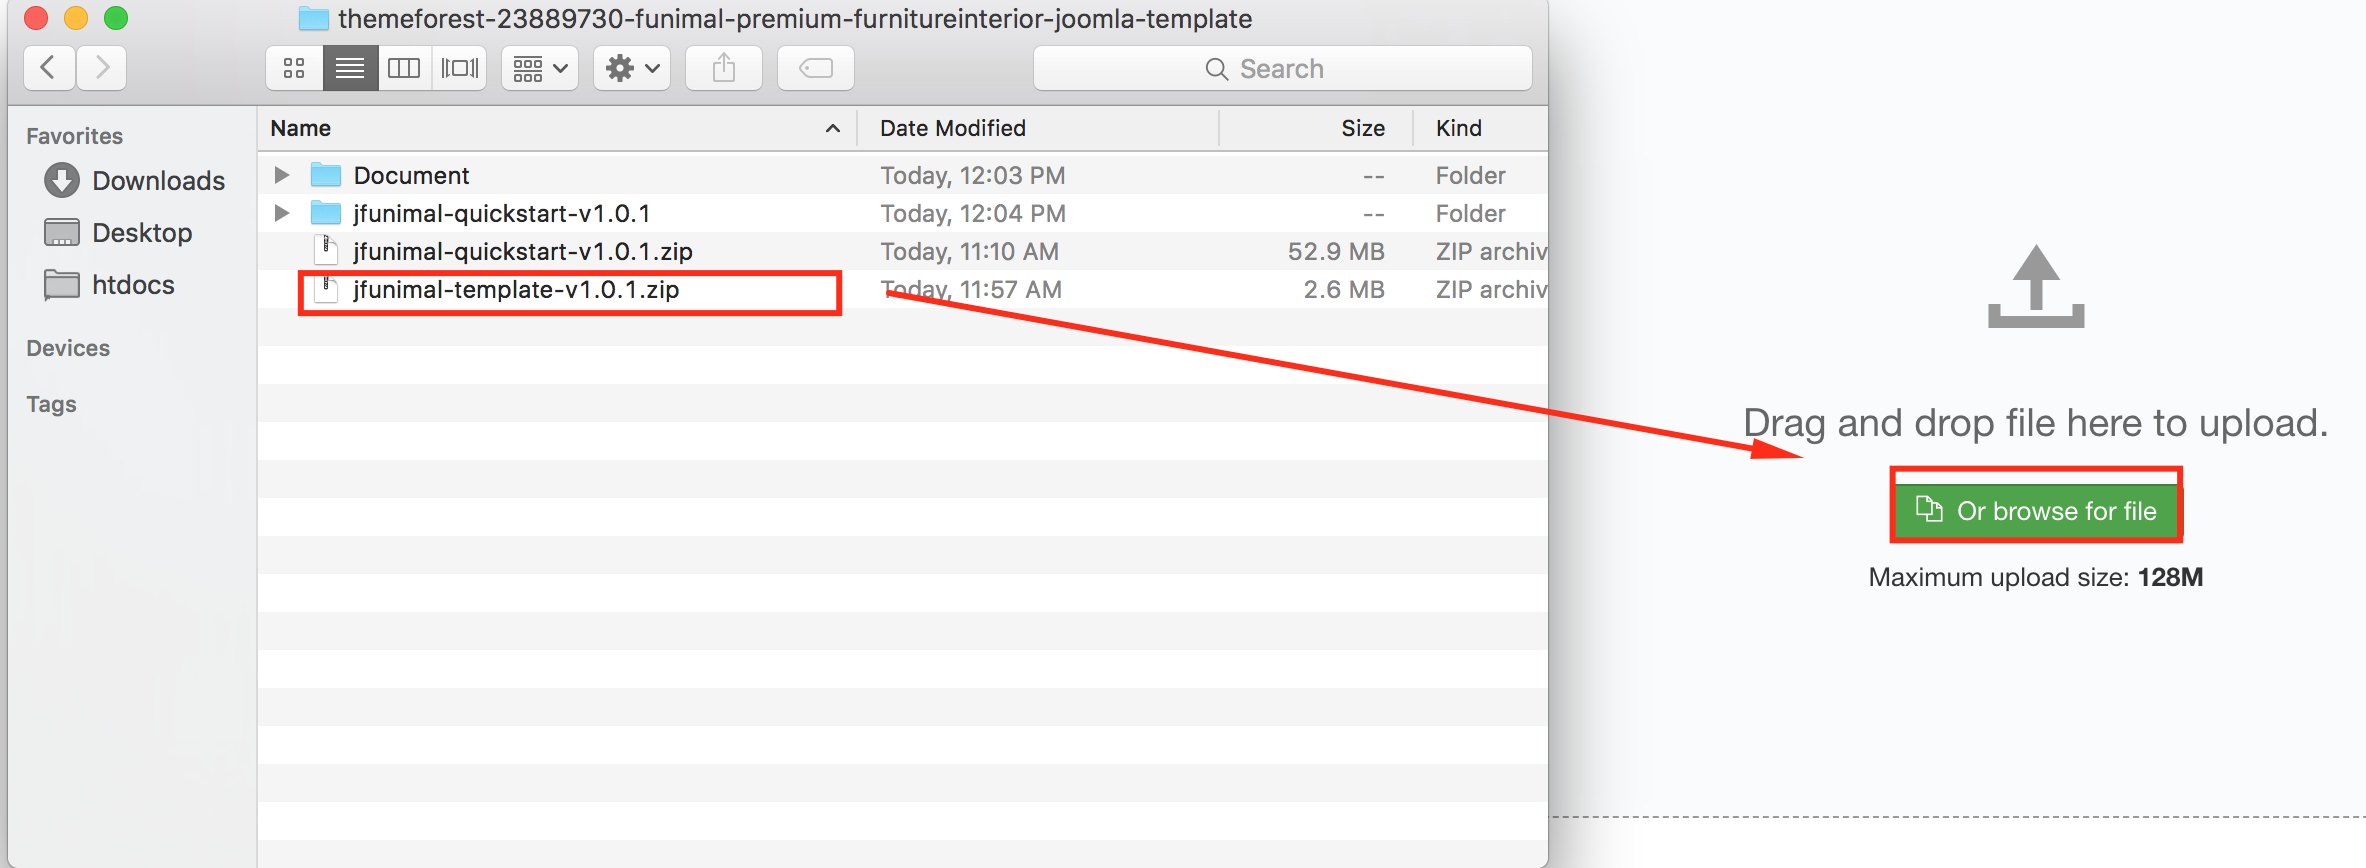 themeforest-23889730-funimal-premium-furnitureinterior-joomla-template
Search
Favorites
Downloads
Desktop
htdocs
Devices
Tags
Name Date Modified Size Kind
Document Today, 12:03 PM -- Folder
jfunimal-quickstart-v1.0.1 Today, 12:04 PM -- Folder
jfunimal-quickstart-v1.0.1.zip Today, 11:10 AM 52.9 MB ZIP archiv
jfunimal-template-v1.0.1.zip Today, 11:57 AM 2.6 MB ZIP archiv
Drag and drop file here to upload.
Or browse for file
Maximum upload size: 128M